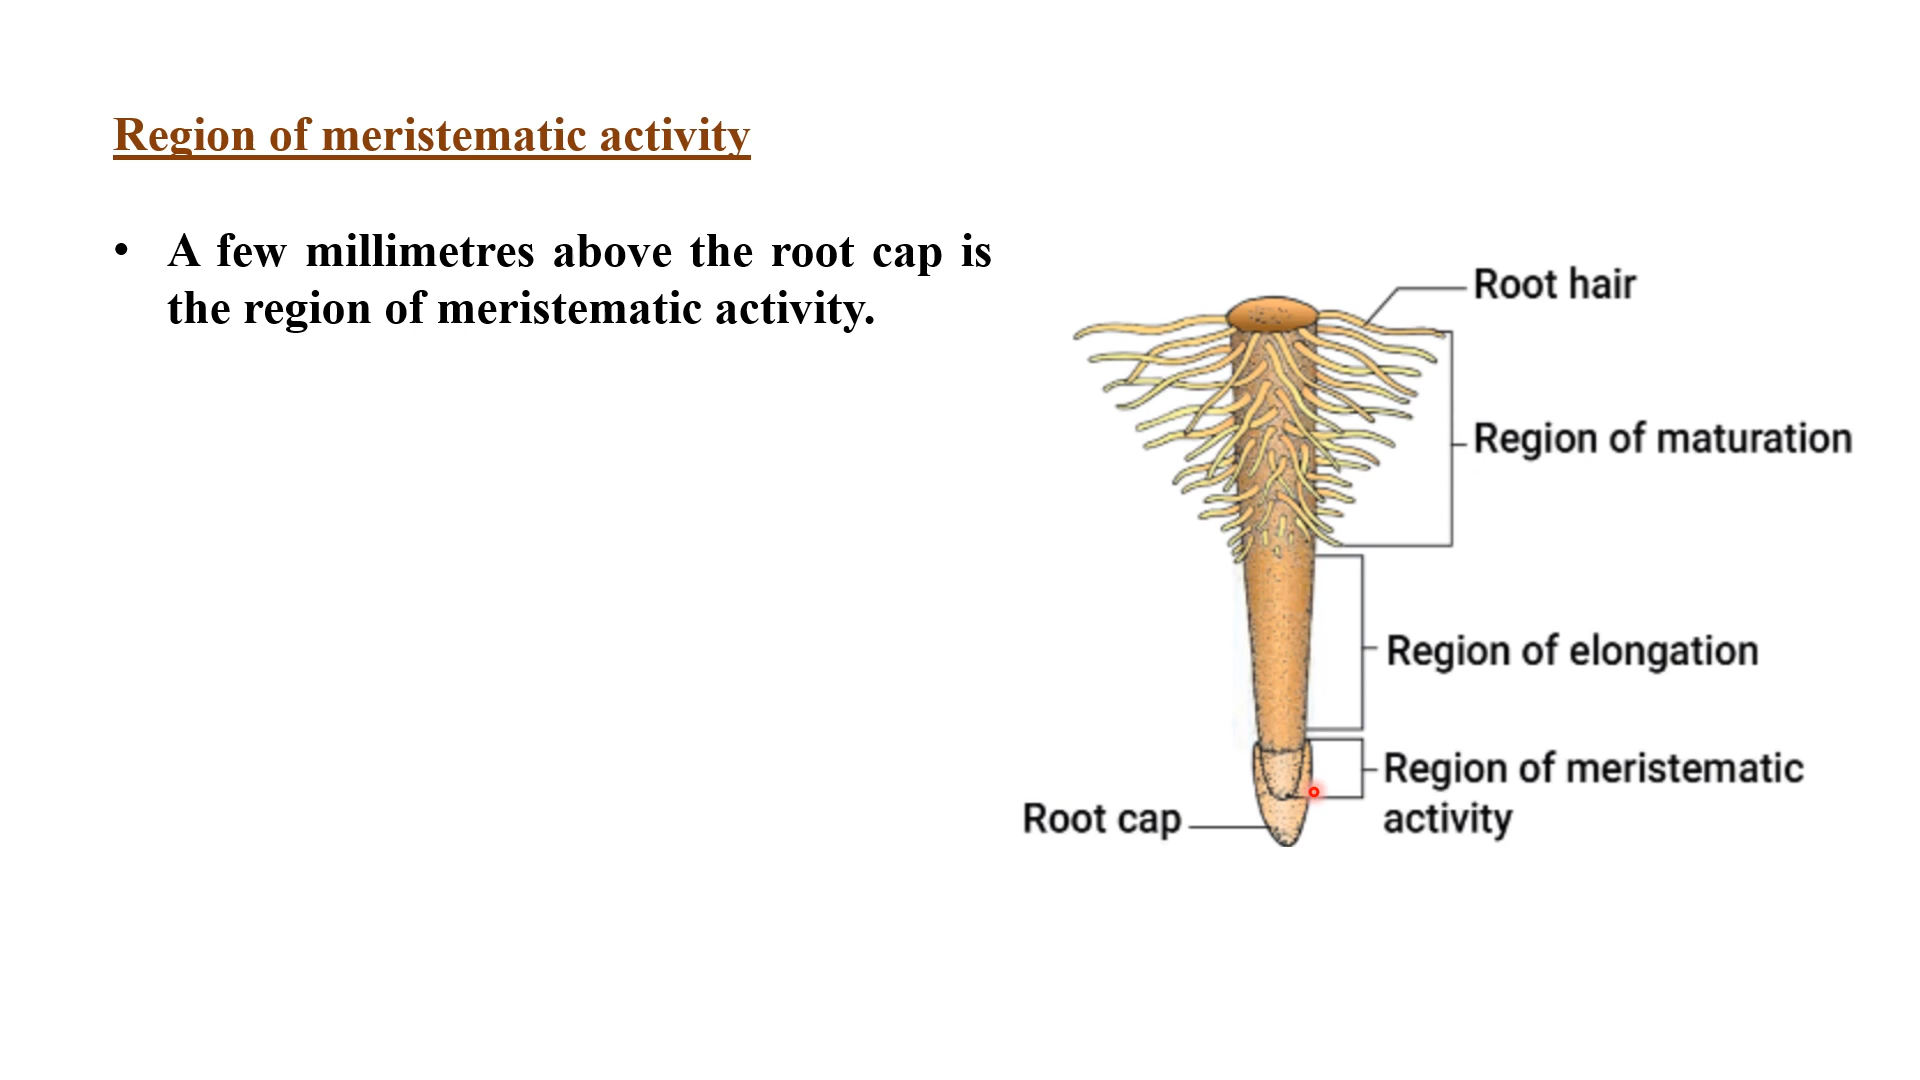 Region of meristematic activity
• A few millimetres above the root cap is
the region of meristematic activity.
Root hair
Region of maturation
Region of elongation
Region of meristematic
activity
Root cap